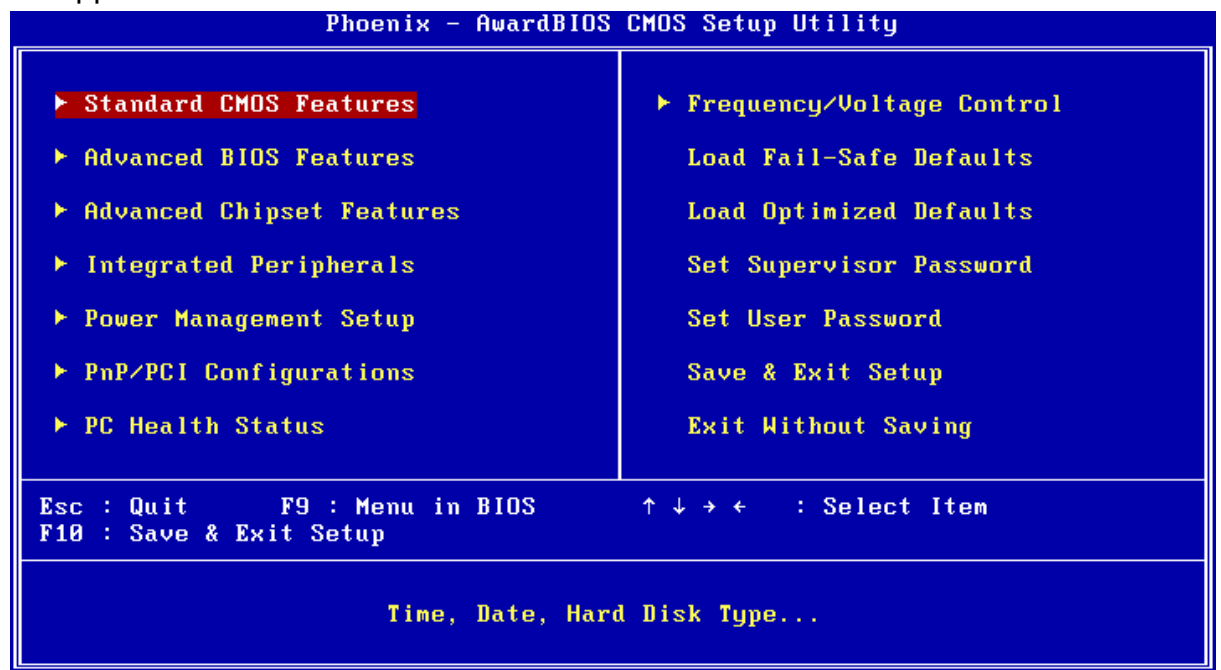 Phoenix - AwardBIOS CMOS Setup Utility
► Standard CMOS Features
► Advanced BIOS Features
► Advanced Chipset Features
► Integrated Peripherals
► Power Management Setup
► PnP/PCI Configurations
► PC Health Status
► Frequency/Voltage Control
Load Fail-Safe Defaults
Load Optimized Defaults
Set Supervisor Password
Set User Password
Save & Exit Setup
Exit Without Saving
Esc : Quit F9 : Menu in BIOS ↑ ↓ → ← : Select Item
F10 : Save & Exit Setup
Time, Date, Hard Disk Type...